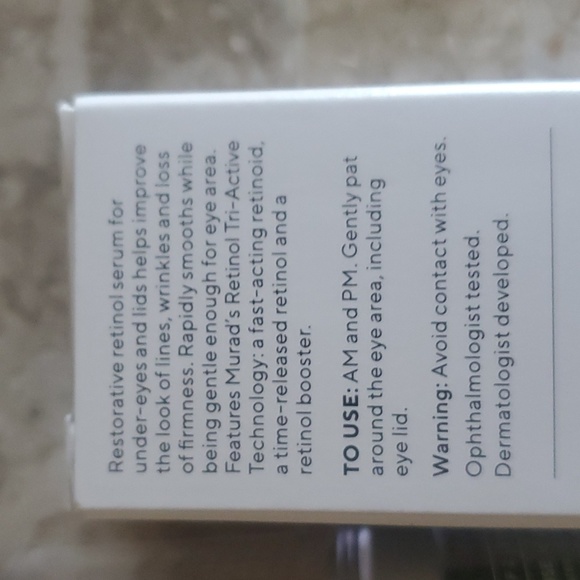 Restorative retinol serum for
under-eyes and lids helps improve
the look of lines, wrinkles and loss
of firmness. Rapidly smooths while
being gentle enough for eye area.
Features Murad's Retinol Tri-Active
Technology: a fast-acting retinoid,
a time-released retinol and a
retinol booster.
TO USE: AM and PM. Gently pat
around the eye area, including
eye lid.
Warning: Avoid contact with eyes.
Ophthalmologist tested.
Dermatologist developed.